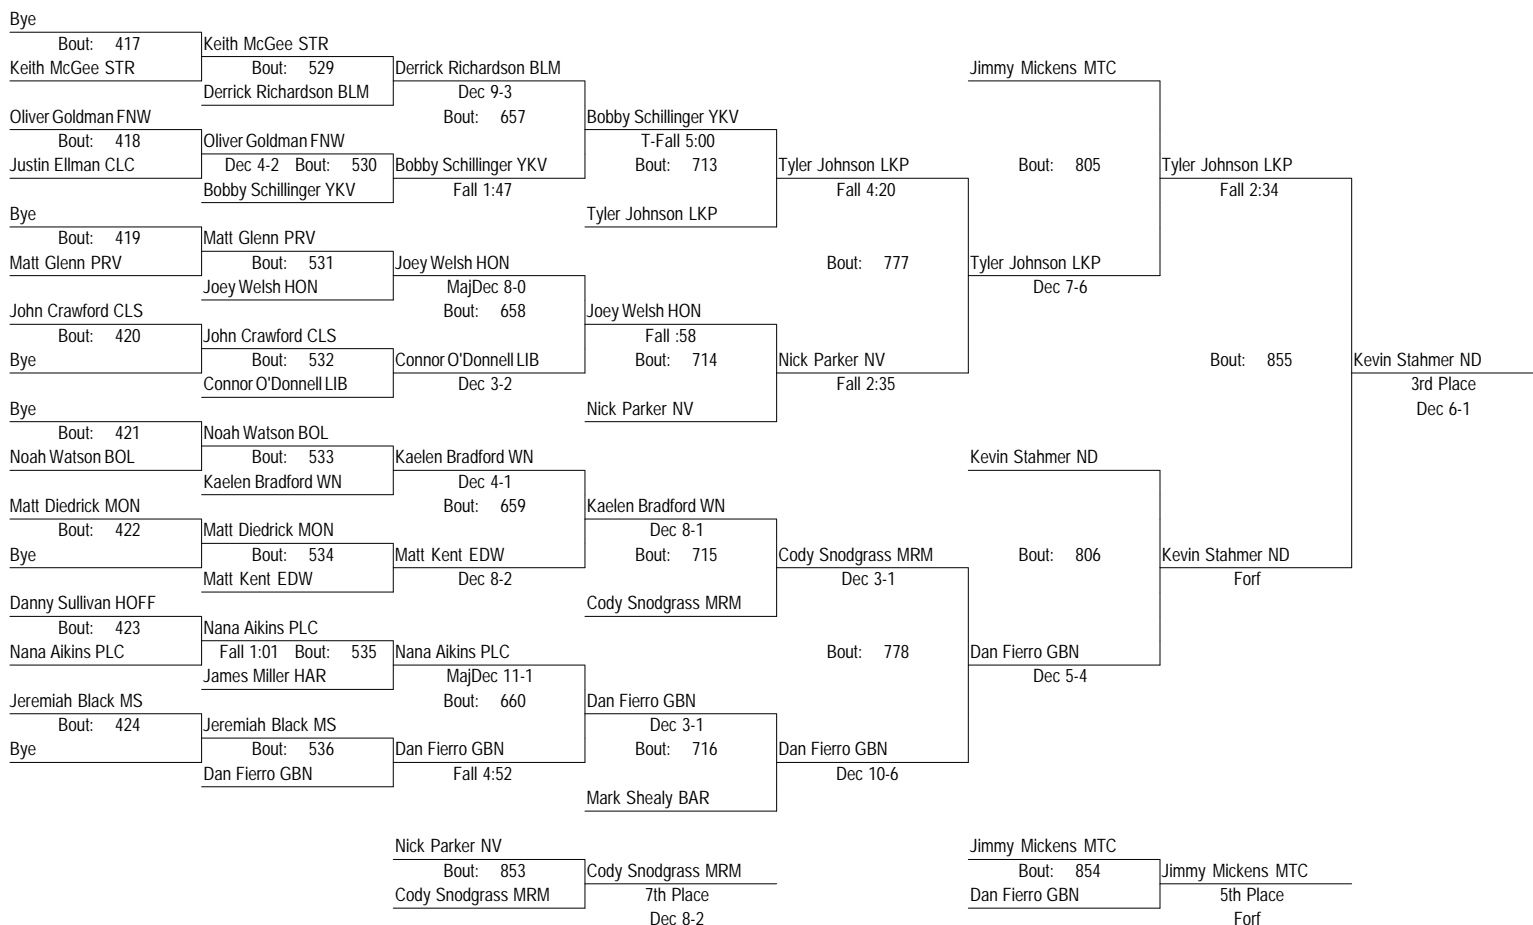 Bye
Bout: 417
Keith McGee STR
Keith McGee STR
Bout: 529
Derrick Richardson BLM
Derrick Richardson BLM
Dec 9-3
Jimmy Mickens MTC
Oliver Goldman FNW
Bout: 657
Bobby Schillinger YKV
Bout: 418
Oliver Goldman FNW
T-Fall 5:00
Justin Ellman CLC
Dec 4-2 Bout: 530
Bobby Schillinger YKV
Bout: 713
Tyler Johnson LKP
Bout: 805
Tyler Johnson LKP
Bobby Schillinger YKV
Fall 1:47
Fall 4:20
Fall 2:34
Bye
Tyler Johnson LKP
Bout: 419
Matt Glenn PRV
Matt Glenn PRV
Bout: 531
Joey Welsh HON
Bout: 777
Tyler Johnson LKP
Joey Welsh HON
MajDec 8-0
Dec 7-6
John Crawford CLS
Bout: 658
Joey Welsh HON
Bout: 420
John Crawford CLS
Fall :58
Bye
Bout: 532
Connor O'Donnell LIB
Bout: 714
Nick Parker NV
Bout: 855
Kevin Stahmer ND
Connor O'Donnell LIB
Dec 3-2
Fall 2:35
3rd Place
Bye
Nick Parker NV
Dec 6-1
Bout: 421
Noah Watson BOL
Noah Watson BOL
Bout: 533
Kaelen Bradford WN
Kevin Stahmer ND
Kaelen Bradford WN
Dec 4-1
Matt Diedrick MON
Bout: 659
Kaelen Bradford WN
Bout: 422
Matt Diedrick MON
Dec 8-1
Bye
Bout: 534
Matt Kent EDW
Bout: 715
Cody Snodgrass MRM
Bout: 806
Kevin Stahmer ND
Matt Kent EDW
Dec 8-2
Dec 3-1
Forf
Danny Sullivan HOFF
Cody Snodgrass MRM
Bout: 423
Nana Aikins PLC
Nana Aikins PLC
Fall 1:01 Bout: 535
Nana Aikins PLC
Bout: 778
Dan Fierro GBN
James Miller HAR
MajDec 11-1
Dec 5-4
Jeremiah Black MS
Bout: 660
Dan Fierro GBN
Bout: 424
Jeremiah Black MS
Dec 3-1
Bye
Bout: 536
Dan Fierro GBN
Bout: 716
Dan Fierro GBN
Dan Fierro GBN
Fall 4:52
Dec 10-6
Mark Shealy BAR
Nick Parker NV
Bout: 853
Cody Snodgrass MRM
Cody Snodgrass MRM
7th Place
Dec 8-2
Jimmy Mickens MTC
Bout: 854
Jimmy Mickens MTC
Dan Fierro GBN
5th Place
Forf